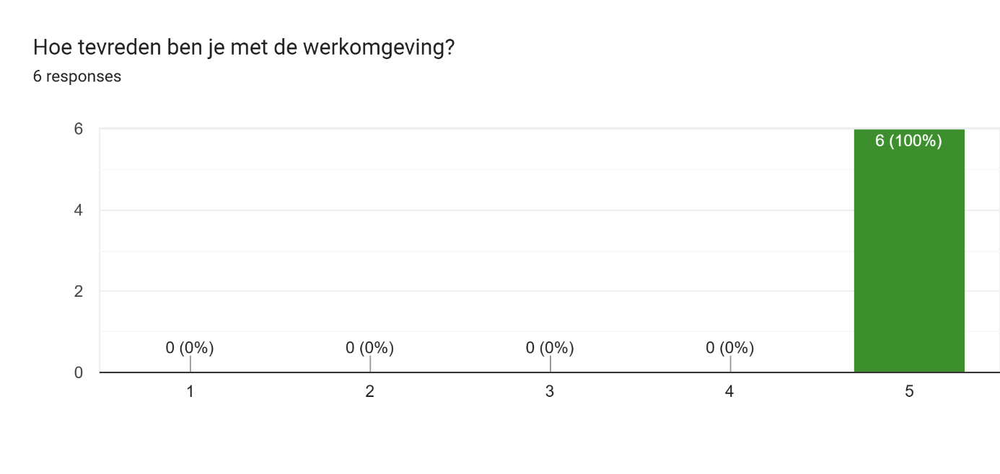 Hoe tevreden ben je met de werkomgeving?
6 responses
6
6 (100%)
4
2
0 (0%) 0 (0%) 0 (0%) 0 (0%)
0
1 2 3 4 5